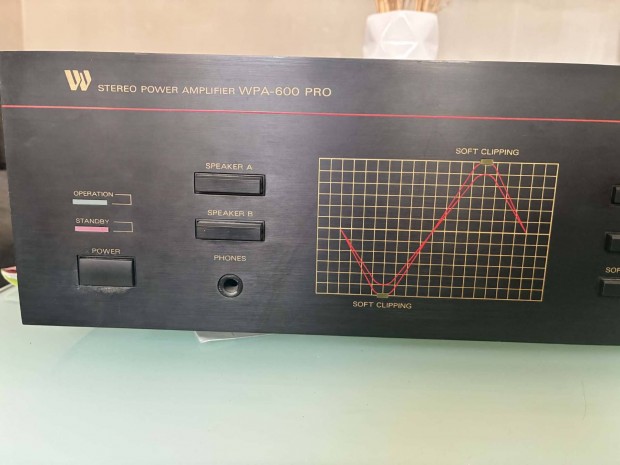 W STEREO POWER AMPLIFIER WPA-600 PRO
SOFT CLIPPING
SPEAKER A
OPERATION
SPEAKER B
STANDBY
POWER
PHONES
SOFT CLIPPING